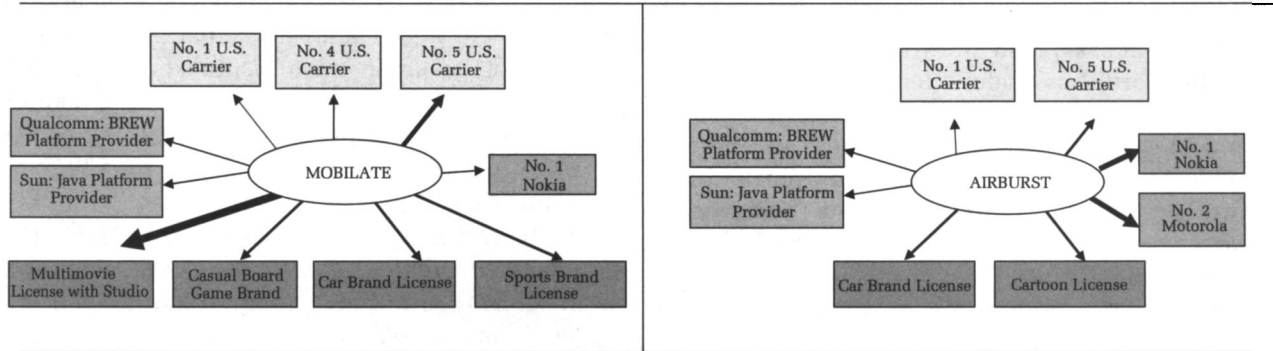 No. 1 U.S.
Carrier
No. 4 U.S.
Carrier
No. 5 U.S.
Carrier
Qualcomm: BREW
Platform Provider
Sun: Java Platform
Provider
MOBILATE
No. 1
Nokia
Multimovie
License with Studio
Casual Board
Game Brand
Car Brand License
Sports Brand
License
No. 1 U.S.
Carrier
No. 5 U.S.
Carrier
Qualcomm: BREW
Platform Provider
Sun: Java Platform
Provider
AIRBURST
No. 1
Nokia
No. 2
Motorola
Car Brand License
Cartoon License